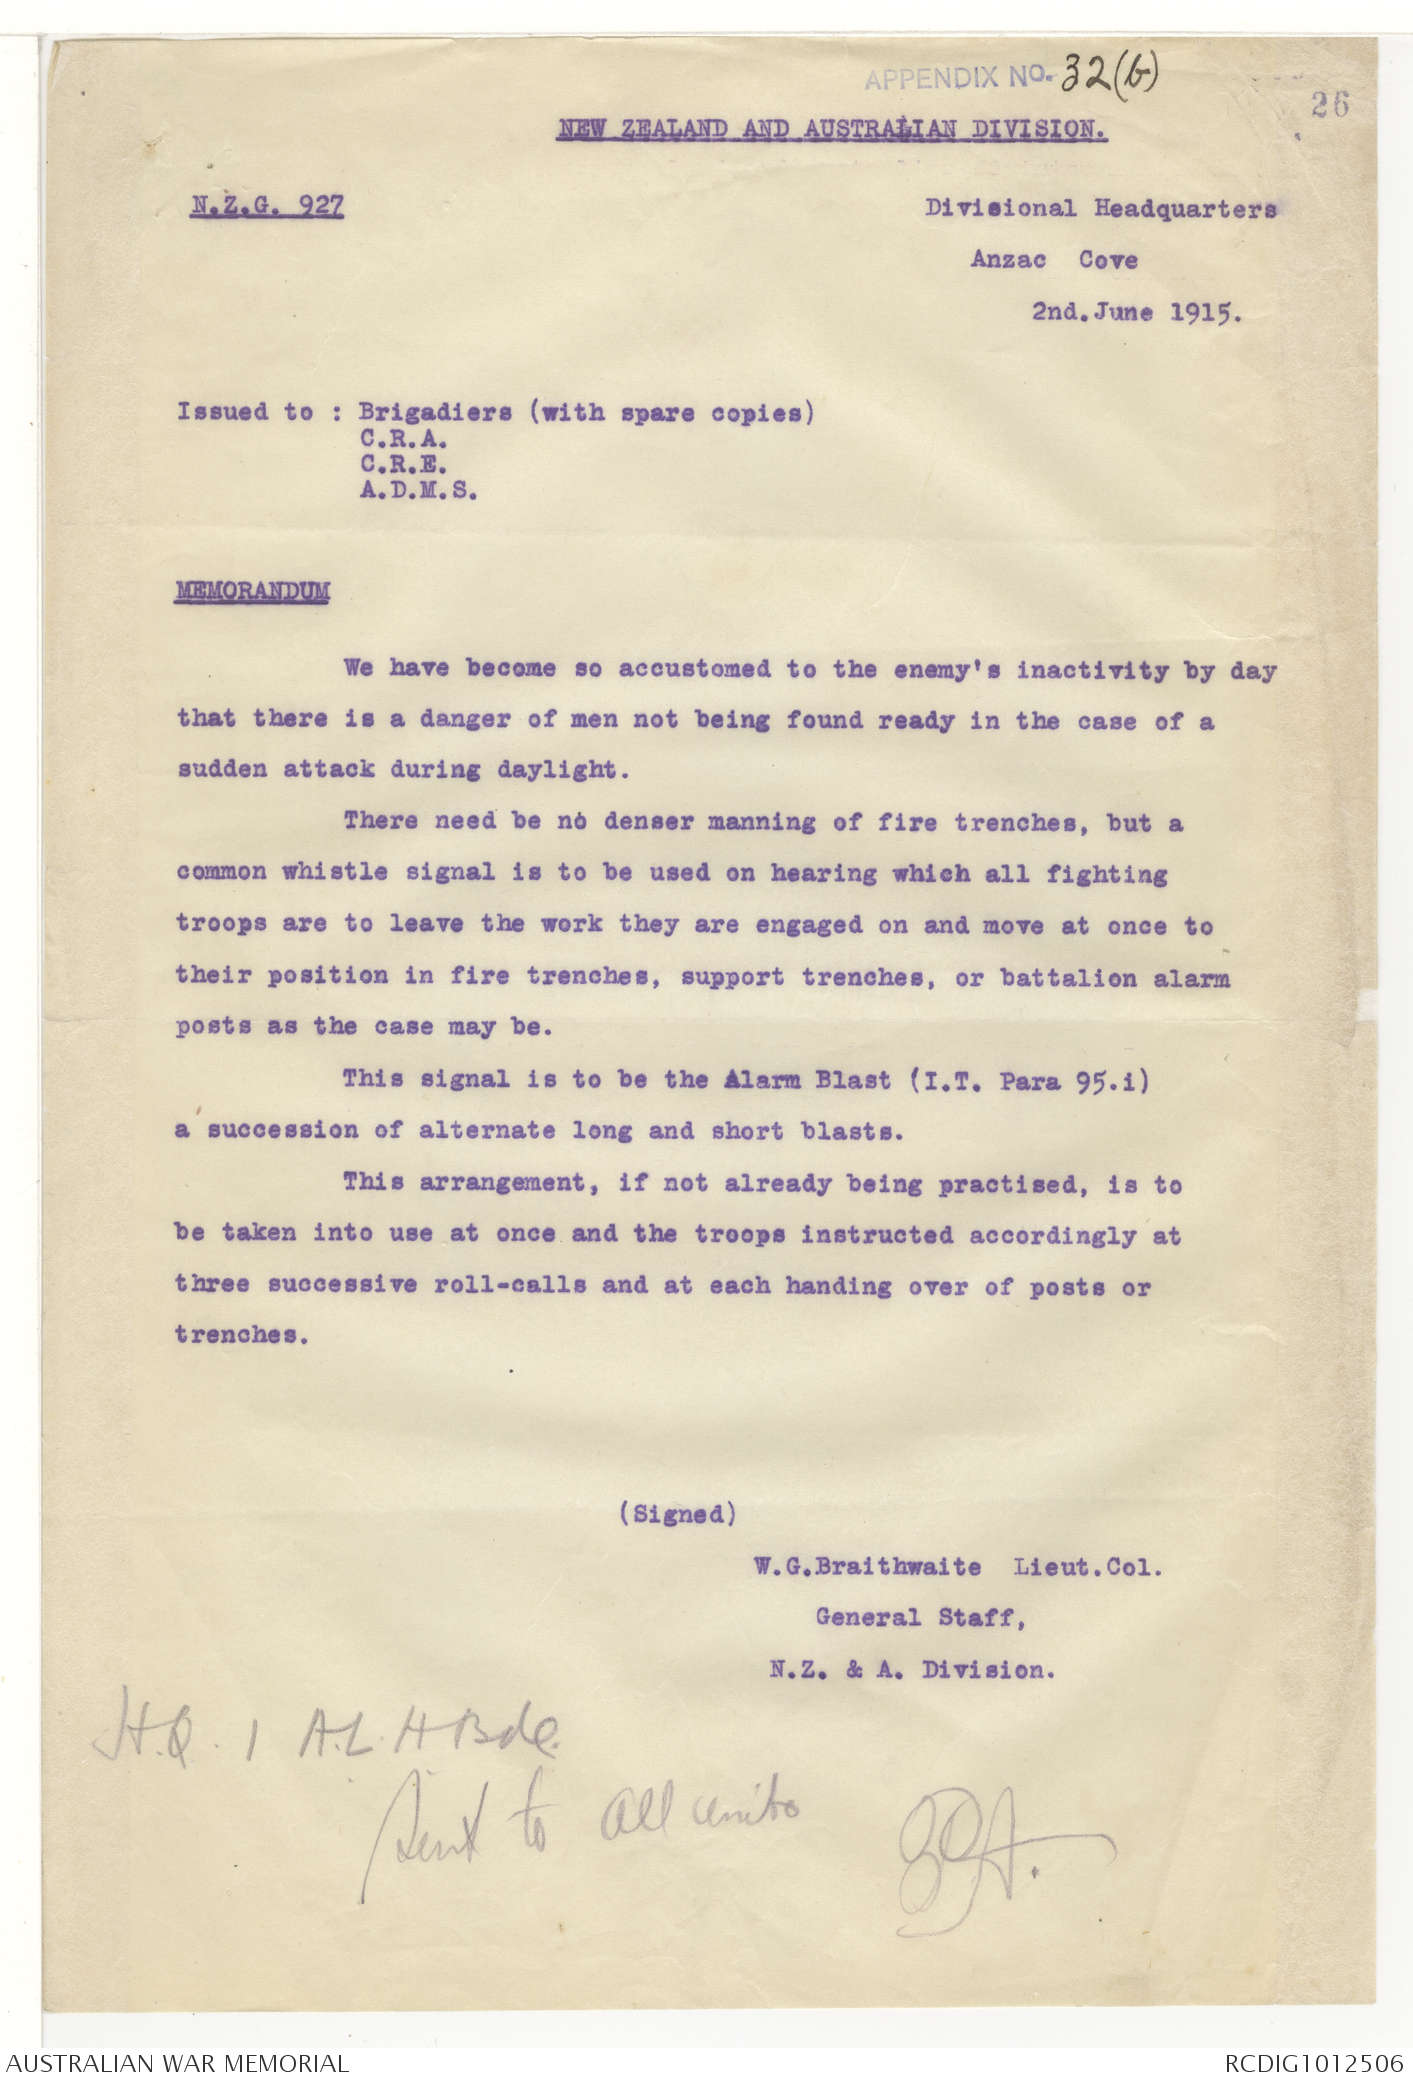 APPENDIX NO. 32(b)
26
NEW ZEALAND AND AUSTRALIAN DIVISION.
N.Z.G. 927
Divisional Headquarters
Anzac Cove
2nd.June 1915.
Issued to : Brigadiers (with spare copies)
C.R.A.
C.R.E.
A.D.M.S.
MEMORANDUM
We have become so accustomed to the enemy's inactivity by day
that there is a danger of men not being found ready in the case of a
sudden attack during daylight.
There need be no denser manning of fire trenches, but a
common whistle signal is to be used on hearing which all fighting
troops are to leave the work they are engaged on and move at once to
their position in fire trenches, support trenches, or battalion alarm
posts as the case may be.
This signal is to be the Alarm Blast (I.T. Para 95.i)
a succession of alternate long and short blasts.
This arrangement, if not already being practised, is to
be taken into use at once and the troops instructed accordingly at
three successive roll-calls and at each handing over of posts or
trenches.
(Signed)
W.G.Braithwaite Lieut.Col.
General Staff,
N.Z. & A. Division.
H.Q. 1 A.L.H Bde.
Sent to all units
AUSTRALIAN WAR MEMORIAL
RCDIG1012506